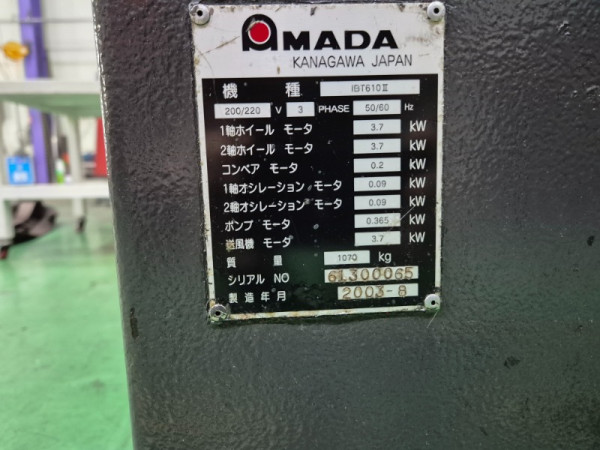 AMADA
KANAGAWA JAPAN
機種 IBT610Ⅱ
200/220 V 3 PHASE 50/60 Hz
1軸ホイール モータ 3.7 kW
2軸ホイール モータ 3.7 kW
コンベア モータ 0.2 kW
1軸オシレーション モータ 0.09 kW
2軸オシレーション モータ 0.09 kW
ポンプ モータ 0.365 kW
送風機 モータ 3.7 kW
質量 1070 kg
シリアル NO 61300065
製造年月 2003-8